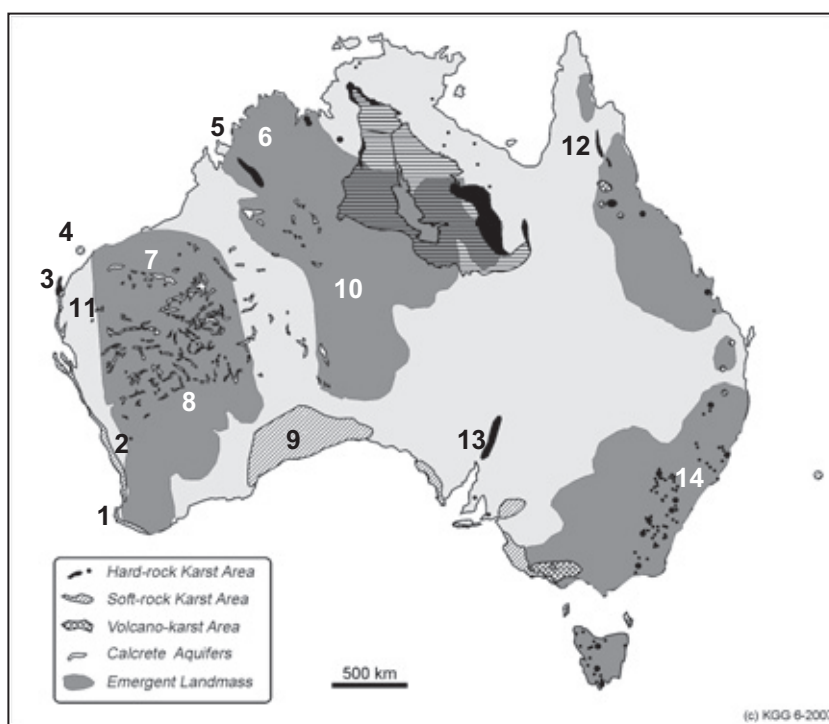 5
6
12
4
7
3
11
10
8
2
9
13
14
1
Hard-rock Karst Area
Soft-rock Karst Area
Volcano-karst Area
Calcrete Aquifers
Emergent Landmass
500 km
(c) KGG 6-2007